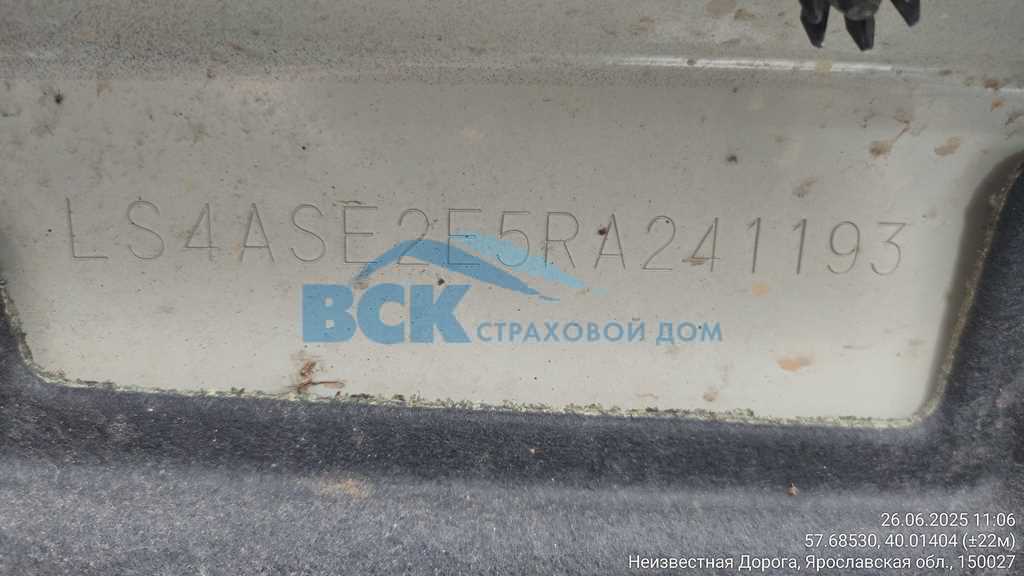 LS4ASE2E5RA241193
ВСК СТРАХОВОЙ ДОМ
26.06.2025 11:06
57.68530, 40.01404 (±22м)
Неизвестная Дорога, Ярославская обл., 150027